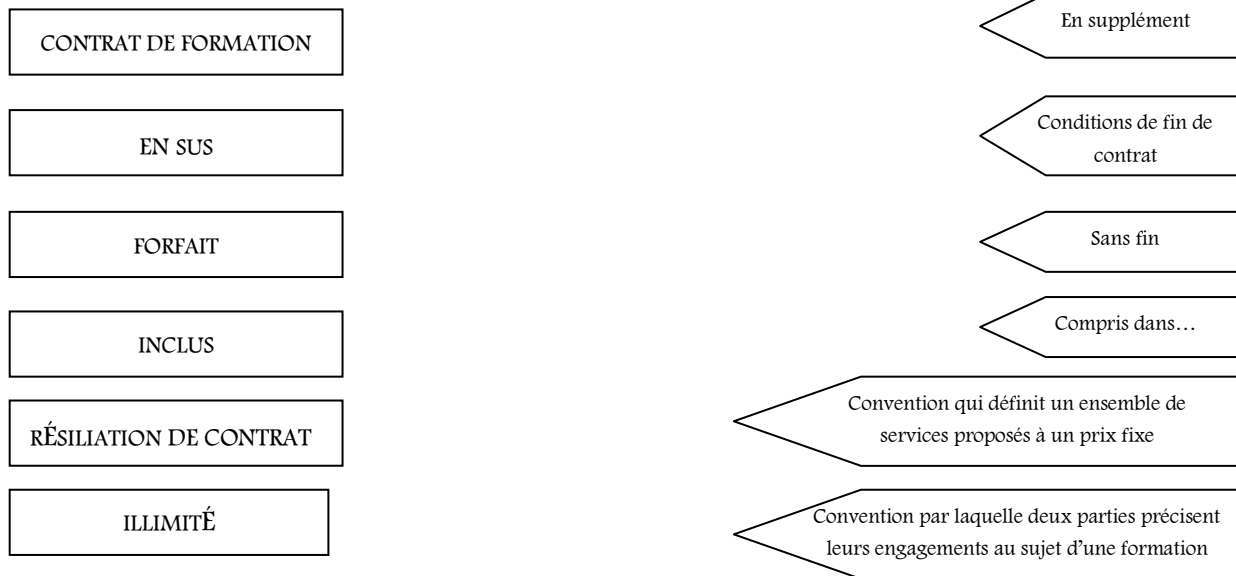 CONTRAT DE FORMATION
EN SUS
FORFAIT
INCLUS
RÉSILIATION DE CONTRAT
ILLIMITÉ
En supplément
Conditions de fin de
contrat
Sans fin
Compris dans…
Convention qui définit un ensemble de
services proposés à un prix fixe
Convention par laquelle deux parties précisent
leurs engagements au sujet d’une formation